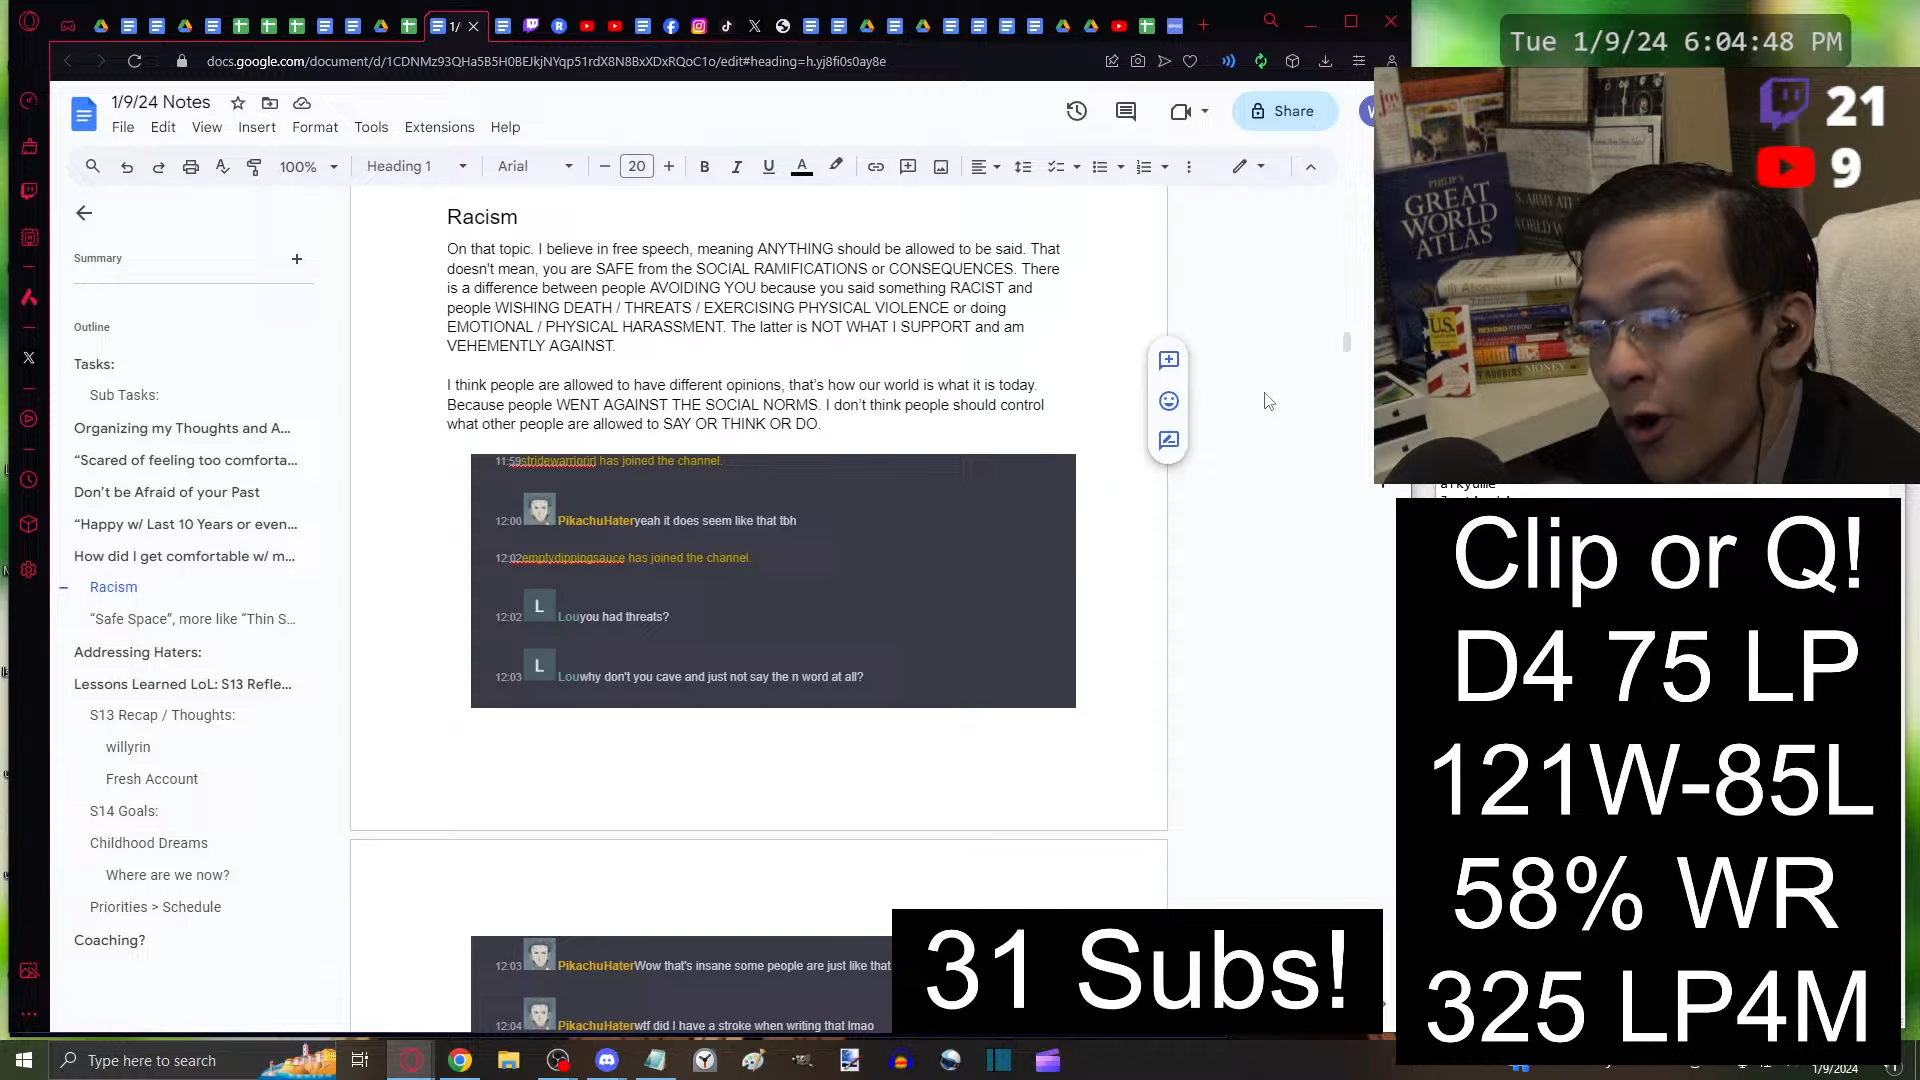 1/
Tue 1/9/24 6:04:48 PM
docs.google.com/document/d/1CDNMz93QHa5B5H0BEJkjNYqp51rdX8N8BxXDxRQoC1o/edit#heading=h.yj8fi0s0ay8e
1/9/24 Notes
File Edit View Insert Format Tools Extensions Help
Share
100% Heading 1 Arial 20
21
9
Summary
Outline
Tasks:
Sub Tasks:
Organizing my Thoughts and A...
“Scared of feeling too comforta...
Don’t be Afraid of your Past
“Happy w/ Last 10 Years or even...
How did I get comfortable w/ m...
Racism
“Safe Space”, more like “Thin S...
Addressing Haters:
Lessons Learned LoL: S13 Refle...
S13 Recap / Thoughts:
willyrin
Fresh Account
S14 Goals:
Childhood Dreams
Where are we now?
Priorities > Schedule
Coaching?
Racism
On that topic. I believe in free speech, meaning ANYTHING should be allowed to be said. That
doesn't mean, you are SAFE from the SOCIAL RAMIFICATIONS or CONSEQUENCES. There
is a difference between people AVOIDING YOU because you said something RACIST and
people WISHING DEATH / THREATS / EXERCISING PHYSICAL VIOLENCE or doing
EMOTIONAL / PHYSICAL HARASSMENT. The latter is NOT WHAT I SUPPORT and am
VEHEMENTLY AGAINST.
I think people are allowed to have different opinions, that’s how our world is what it is today.
Because people WENT AGAINST THE SOCIAL NORMS. I don’t think people should control
what other people are allowed to SAY OR THINK OR DO.
11:59 stridewarriorjrl has joined the channel.
12:00 PikachuHater yeah it does seem like that tbh
12:02 emptydippingsauce has joined the channel.
L
12:02 Lou you had threats?
L
12:03 Lou why don't you cave and just not say the n word at all?
12:03 PikachuHater Wow that's insane some people are just like that
12:04 PikachuHater wtf did I have a stroke when writing that lmao
PHILIP'S
GREAT
WORLD
ATLAS
U.S.
MONEY
Clip or Q!
D4 75 LP
121W-85L
58% WR
325 LP4M
31 Subs!
Type here to search
1/9/2024